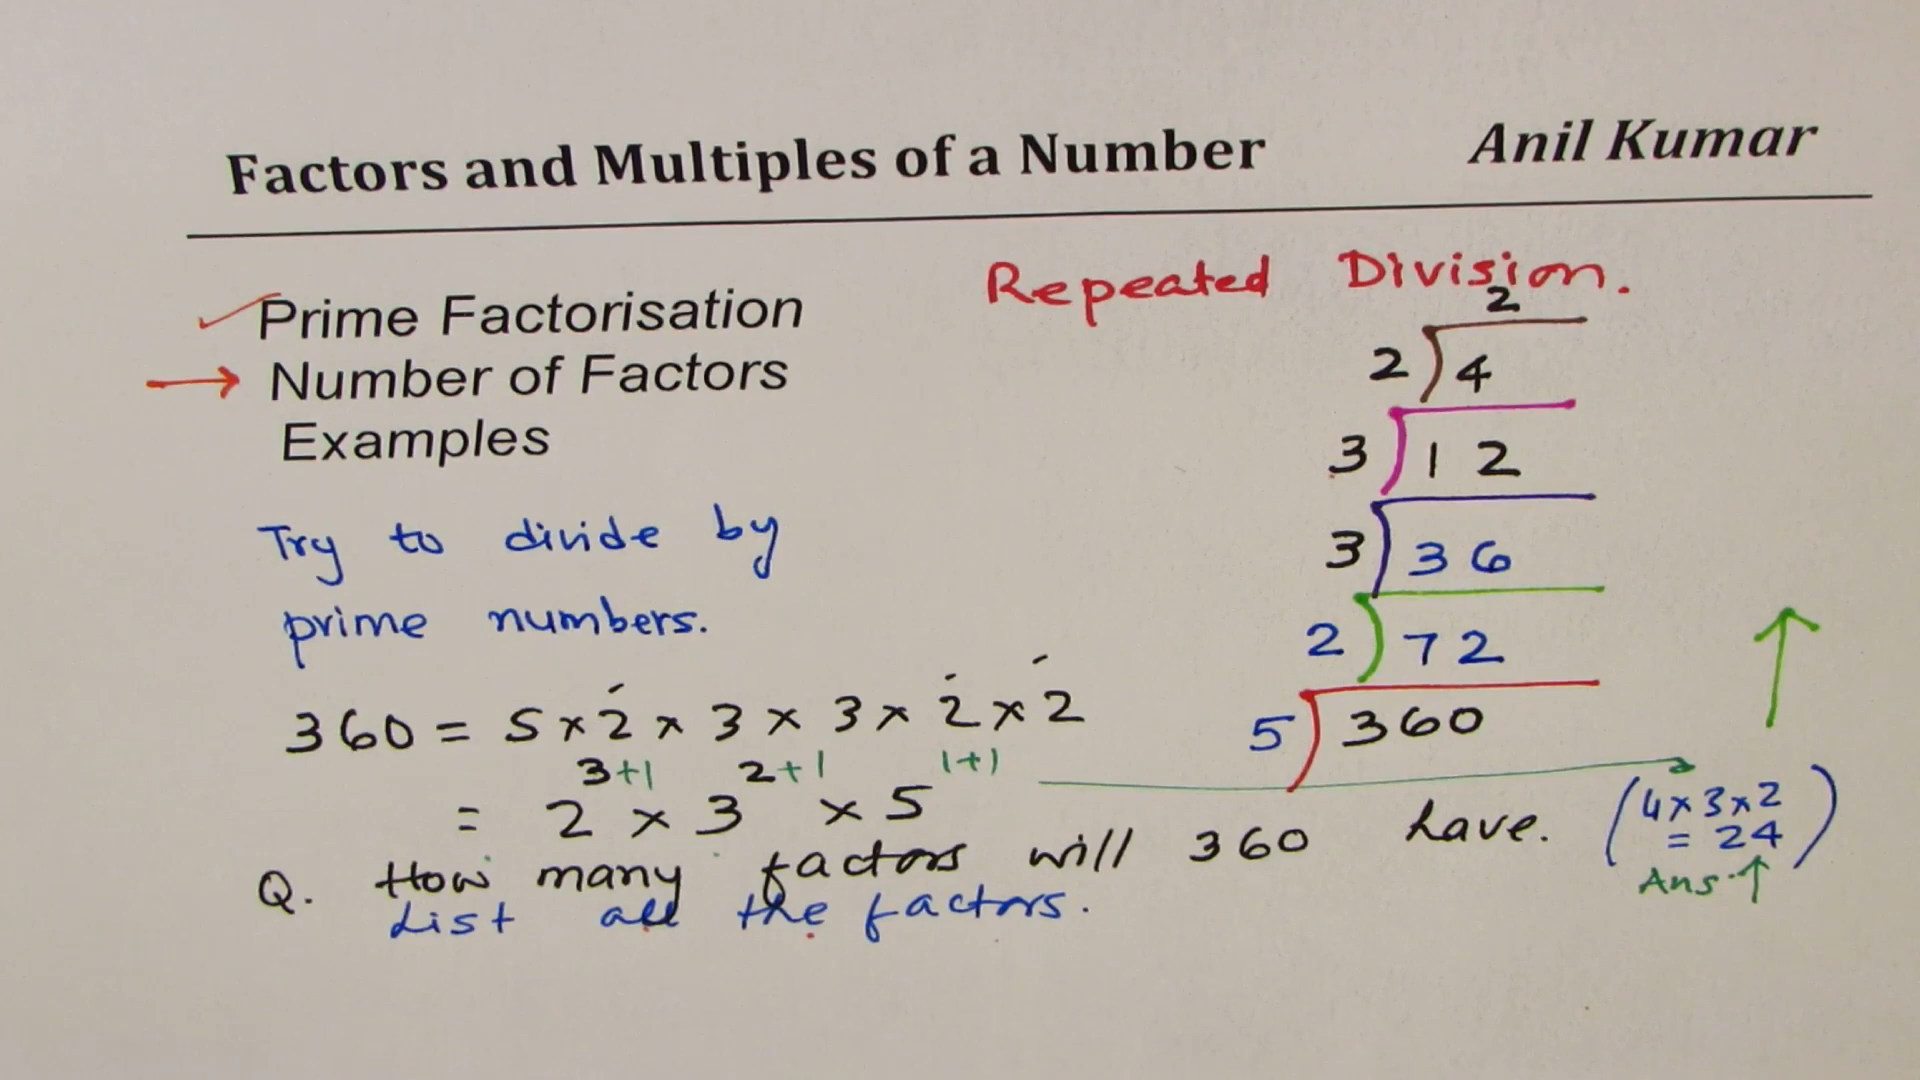 Factors and Multiples of a Number
Anil Kumar
Prime Factorisation
Number of Factors
Examples
Try to divide by
prime numbers.
360 = 5 x 2 x 3 x 3 x 2 x 2
3+1 2+1 1+1
= 2 x 3 x 5
Q. How many factors will 360 have.
List all the factors.
Repeated Division.
2
2 4
3 12
3 36
2 72
5 360
(4x3x2
= 24)
Ans.